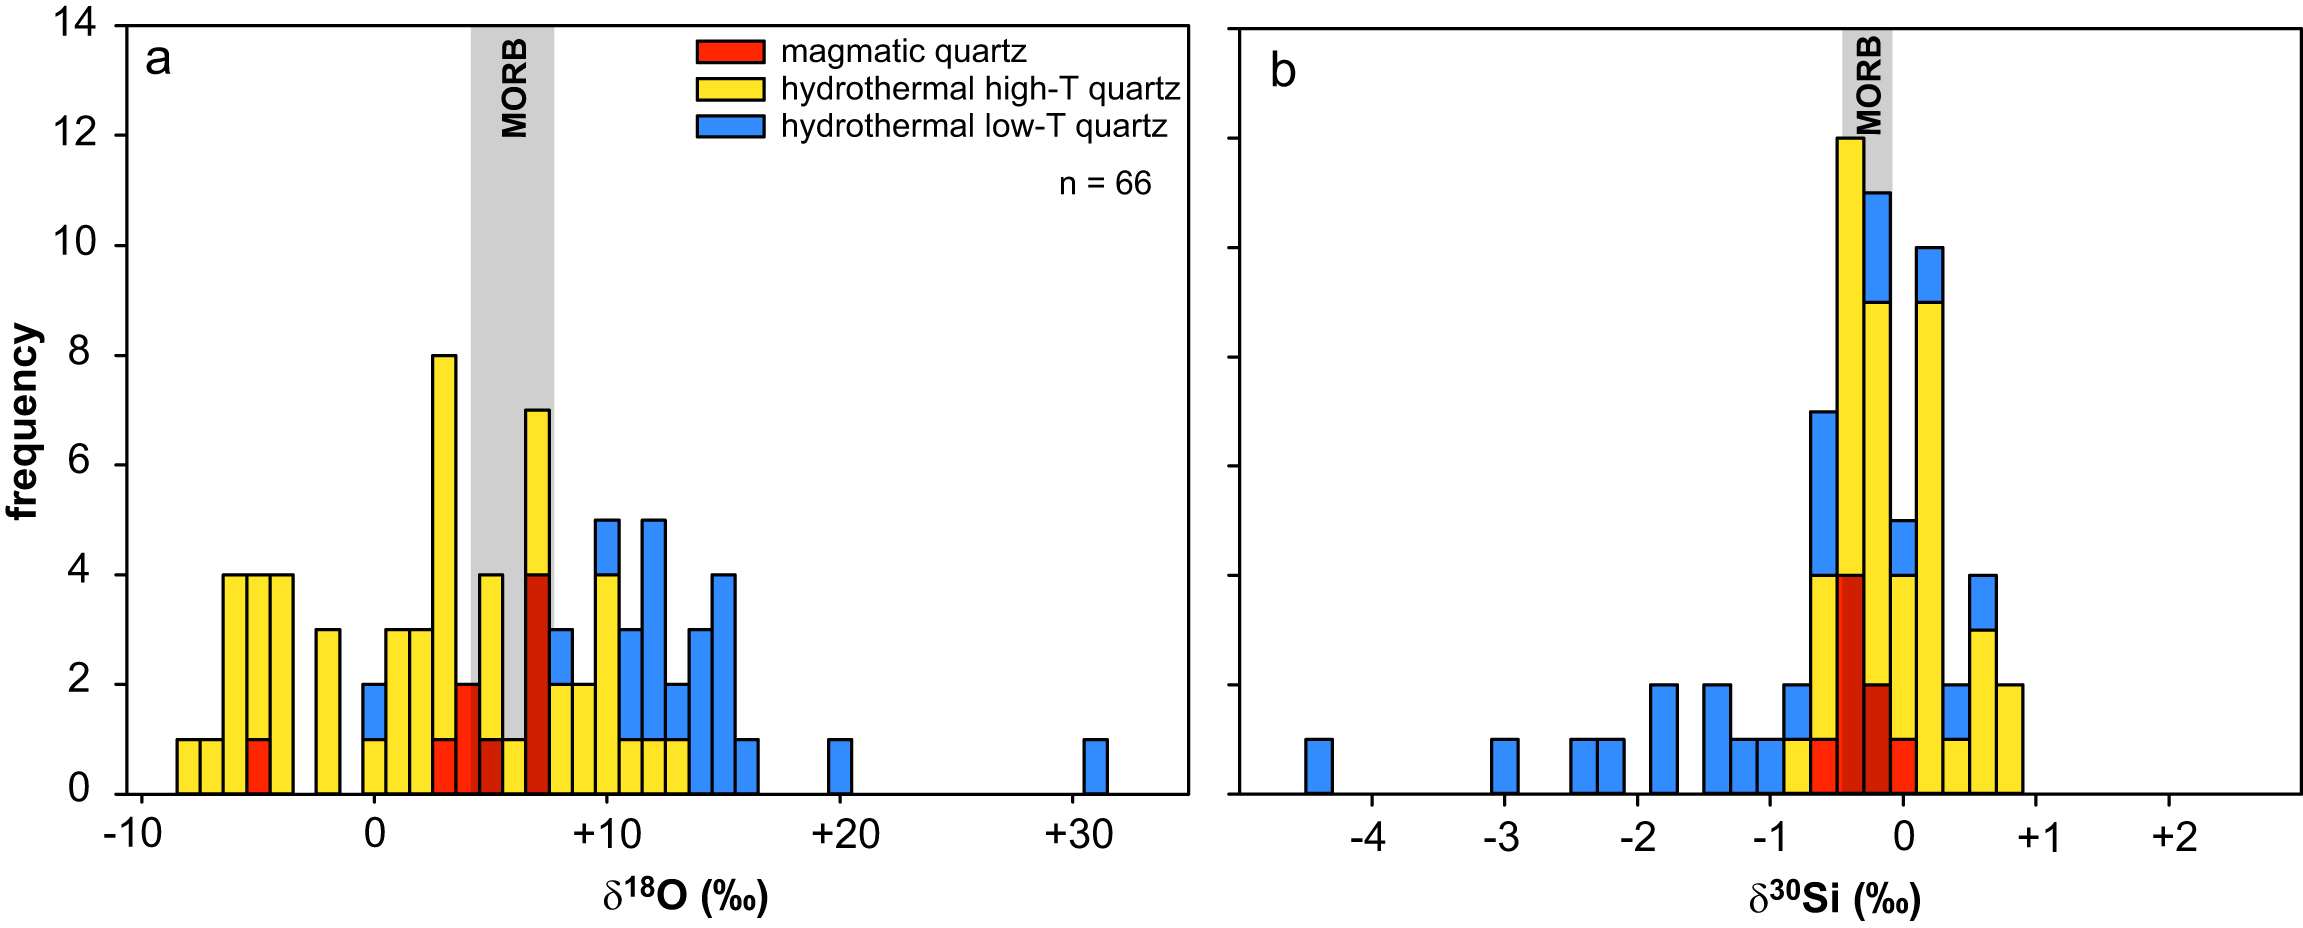 a
MORB
magmatic quartz
hydrothermal high-T quartz
hydrothermal low-T quartz
n = 66
frequency
14
12
10
8
6
4
2
0
-10 0 +10 +20 +30
δ¹⁸O (‰)
b
MORB
-4 -3 -2 -1 0 +1 +2
δ³⁰Si (‰)